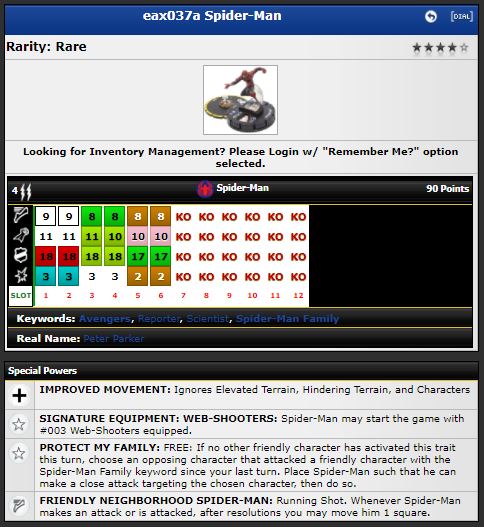 eax037a Spider-Man
[DIAL]
Rarity: Rare
Looking for Inventory Management? Please Login w/ "Remember Me?" option
selected.
4 Spider-Man 90 Points
9 9 8 8 8 8 KO KO KO KO KO KO
11 11 11 10 10 10 KO KO KO KO KO KO
18 18 18 18 17 17 KO KO KO KO KO KO
3 3 3 3 2 2 KO KO KO KO KO KO
SLOT 1 2 3 4 5 6 7 8 9 10 11 12
Keywords: Avengers, Reporter, Scientist, Spider-Man Family
Real Name: Peter Parker
Special Powers
IMPROVED MOVEMENT: Ignores Elevated Terrain, Hindering Terrain, and Characters
SIGNATURE EQUIPMENT: WEB-SHOOTERS: Spider-Man may start the game with
#003 Web-Shooters equipped.
PROTECT MY FAMILY: FREE: If no other friendly character has activated this trait
this turn, choose an opposing character that attacked a friendly character with the
Spider-Man Family keyword since your last turn. Place Spider-Man such that he can
make a close attack targeting the chosen character, then do so.
FRIENDLY NEIGHBORHOOD SPIDER-MAN: Running Shot. Whenever Spider-Man
makes an attack or is attacked, after resolutions you may move him 1 square.